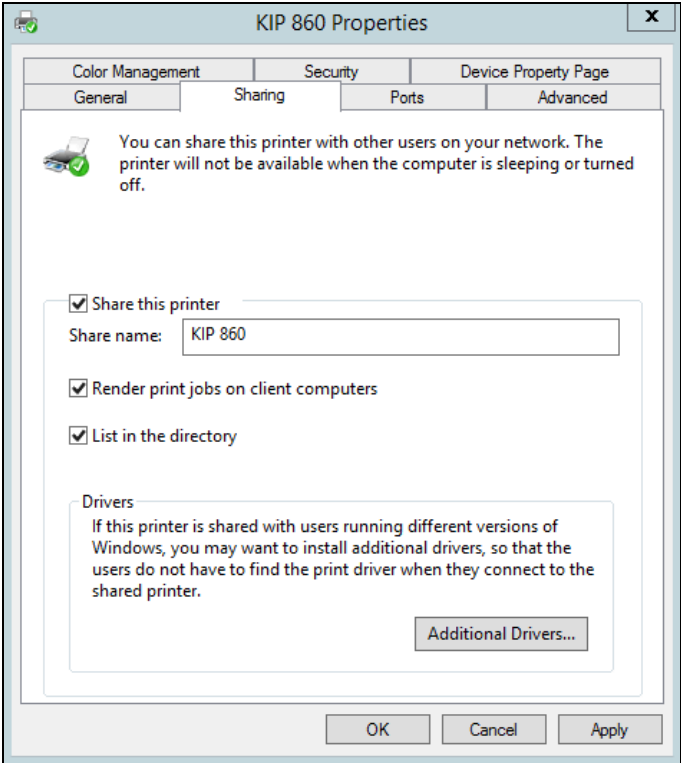 KIP 860 Properties
x
Color Management Security Device Property Page
General Sharing Ports Advanced
You can share this printer with other users on your network. The
printer will not be available when the computer is sleeping or turned
off.
Share this printer
Share name: KIP 860
Render print jobs on client computers
List in the directory
Drivers
If this printer is shared with users running different versions of
Windows, you may want to install additional drivers, so that the
users do not have to find the print driver when they connect to the
shared printer.
Additional Drivers...
OK Cancel Apply